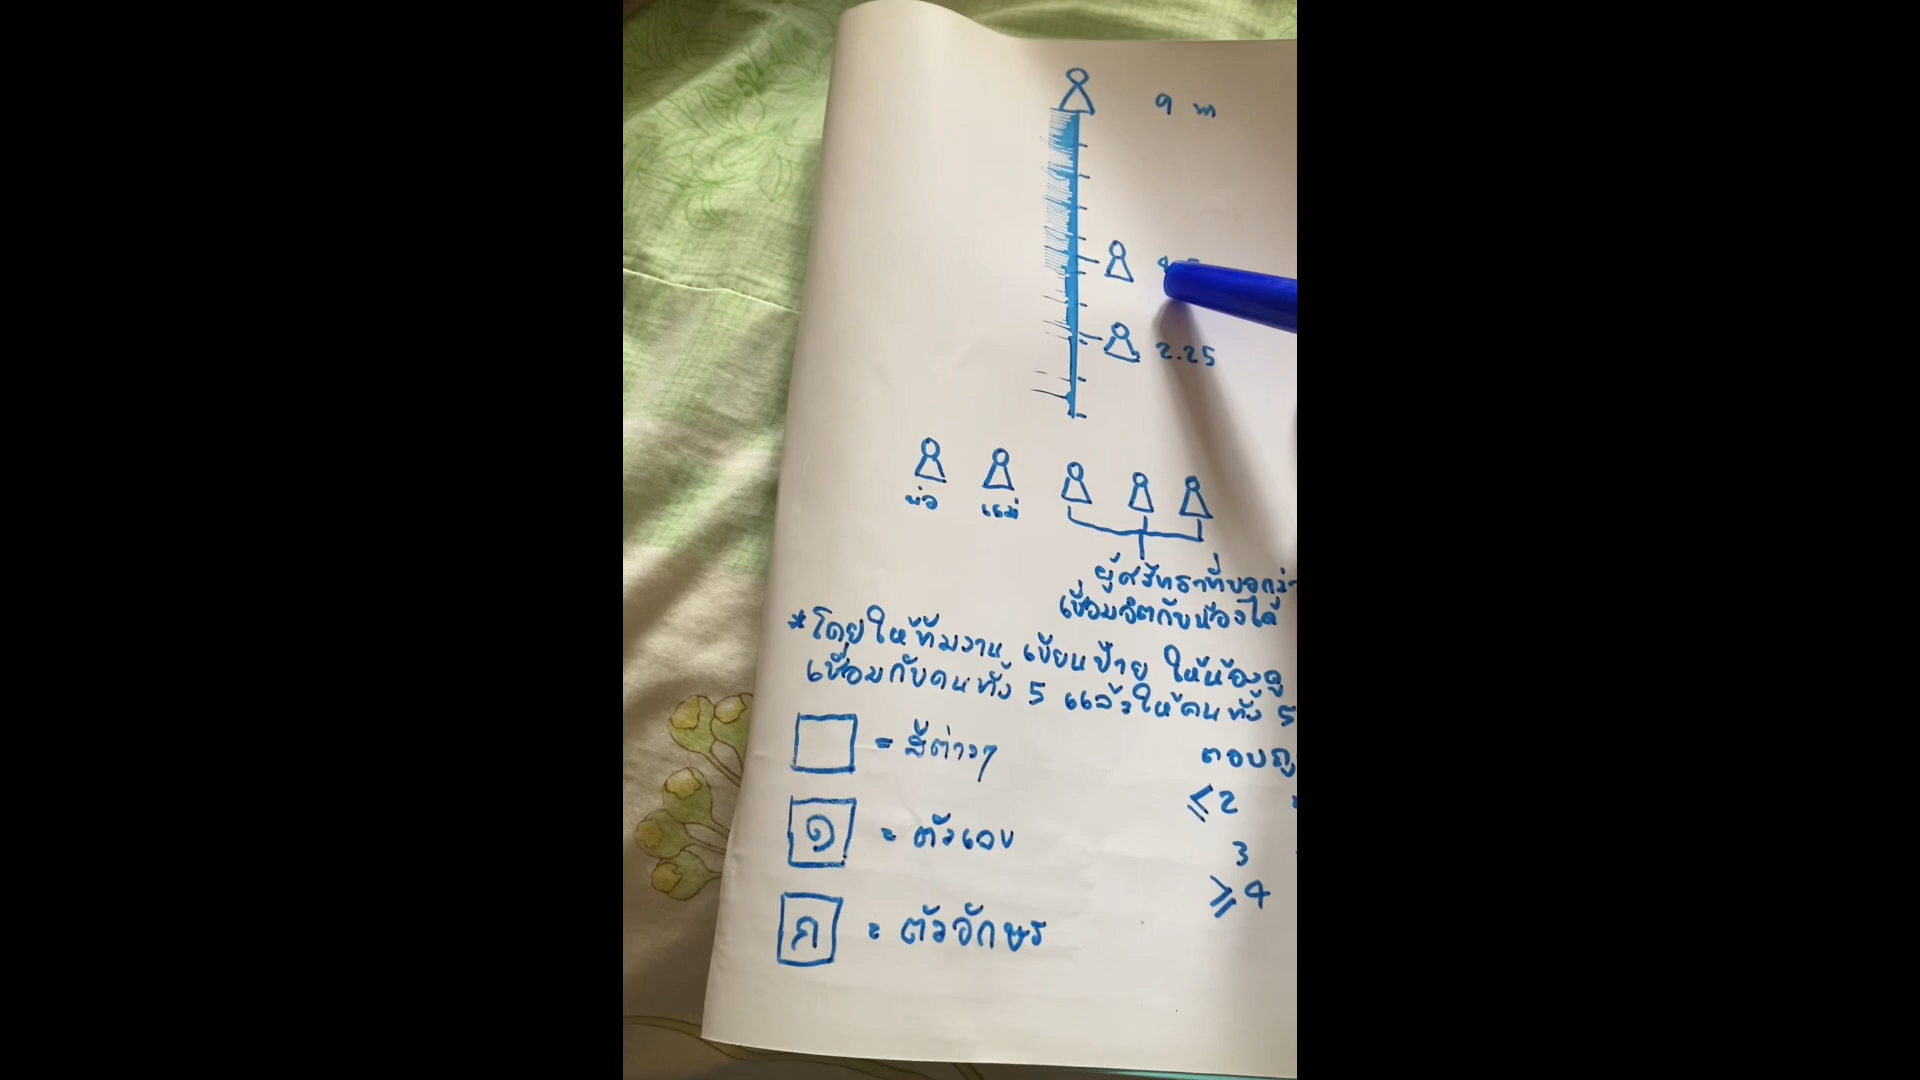 9 m
2.25
พ่อ
แม่
ผู้ศรัทธาที่บอกว่า
เชื่อมจิตกับน้องได้
*โดยให้ทีมงาน เขียนป้าย ให้น้องดู
เชื่อมกับคนทั้ง 5 แล้วให้คนทั้ง 5
= สีต่างๆ
ตอบถู
≤2
๑ = ตัวเลข
3
≥4
ก = ตัวอักษร